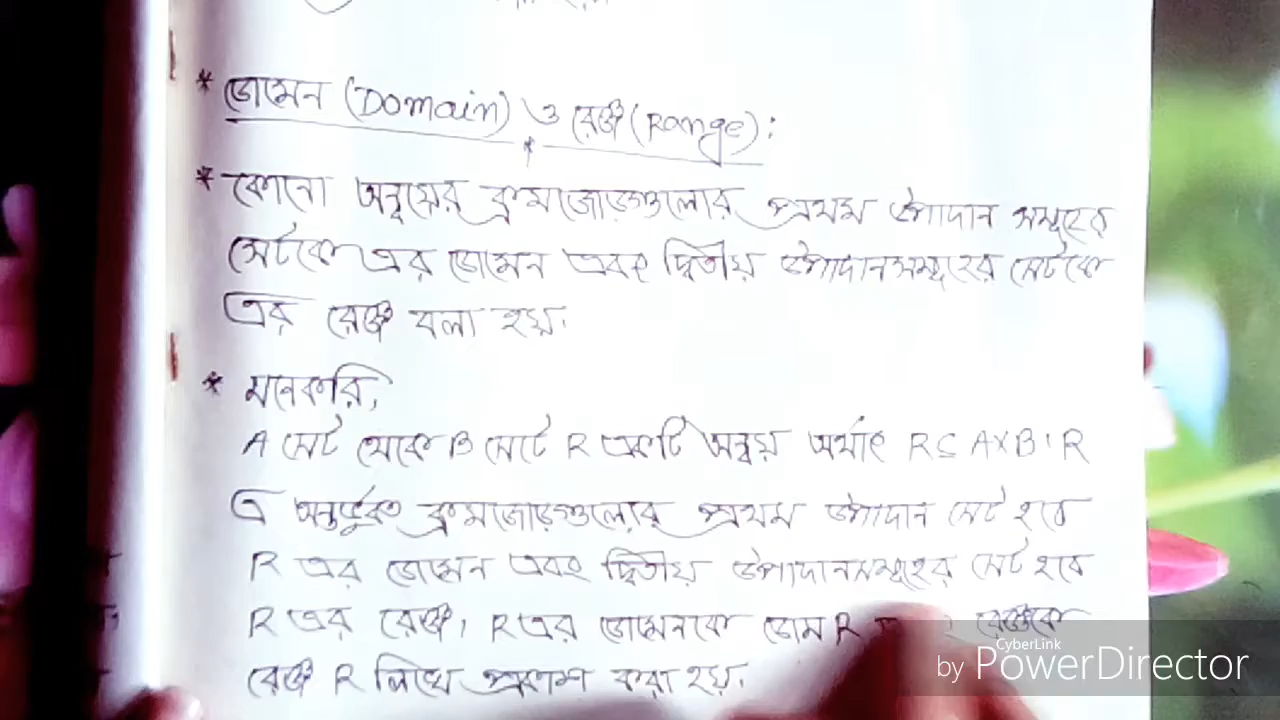 * ডোমেন (Domain) ও রেঞ্জ (Range):
* কোনো অন্বয়ের ক্রমজোড়গুলোর প্রথম উপাদান সমূহের
সেটকে এর ডোমেন এবং দ্বিতীয় উপাদানসমূহের সেটকে
এর রেঞ্জ বলা হয়।
* মনেকরি,
A সেট থেকে B সেটে R একটি অন্বয় অর্থাৎ R⊆ A×B। R
এ অন্তর্ভুক্ত ক্রমজোড়গুলোর প্রথম উপাদান সেট হবে
R এর ডোমেন এবং দ্বিতীয় উপাদানসমূহের সেট হবে
R এর রেঞ্জ, R এর ডোমেনকে ডোম R রেঞ্জকে
রেঞ্জ R লিখে প্রকাশ করা হয়।
CyberLink
by PowerDirector